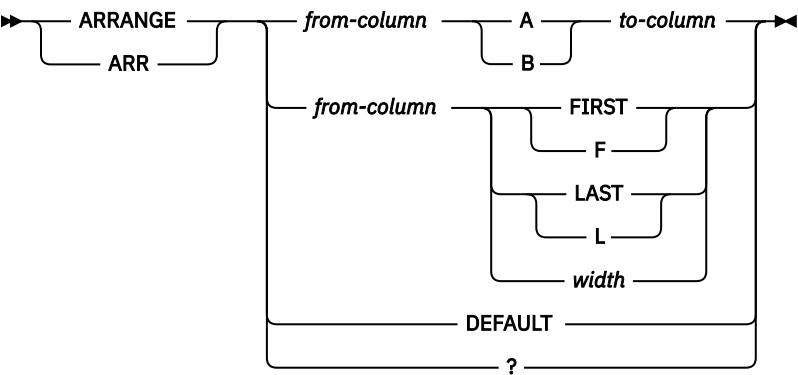 ARRANGE from-column A to-column
ARR B
from-column FIRST
F
LAST
L
width
DEFAULT
?